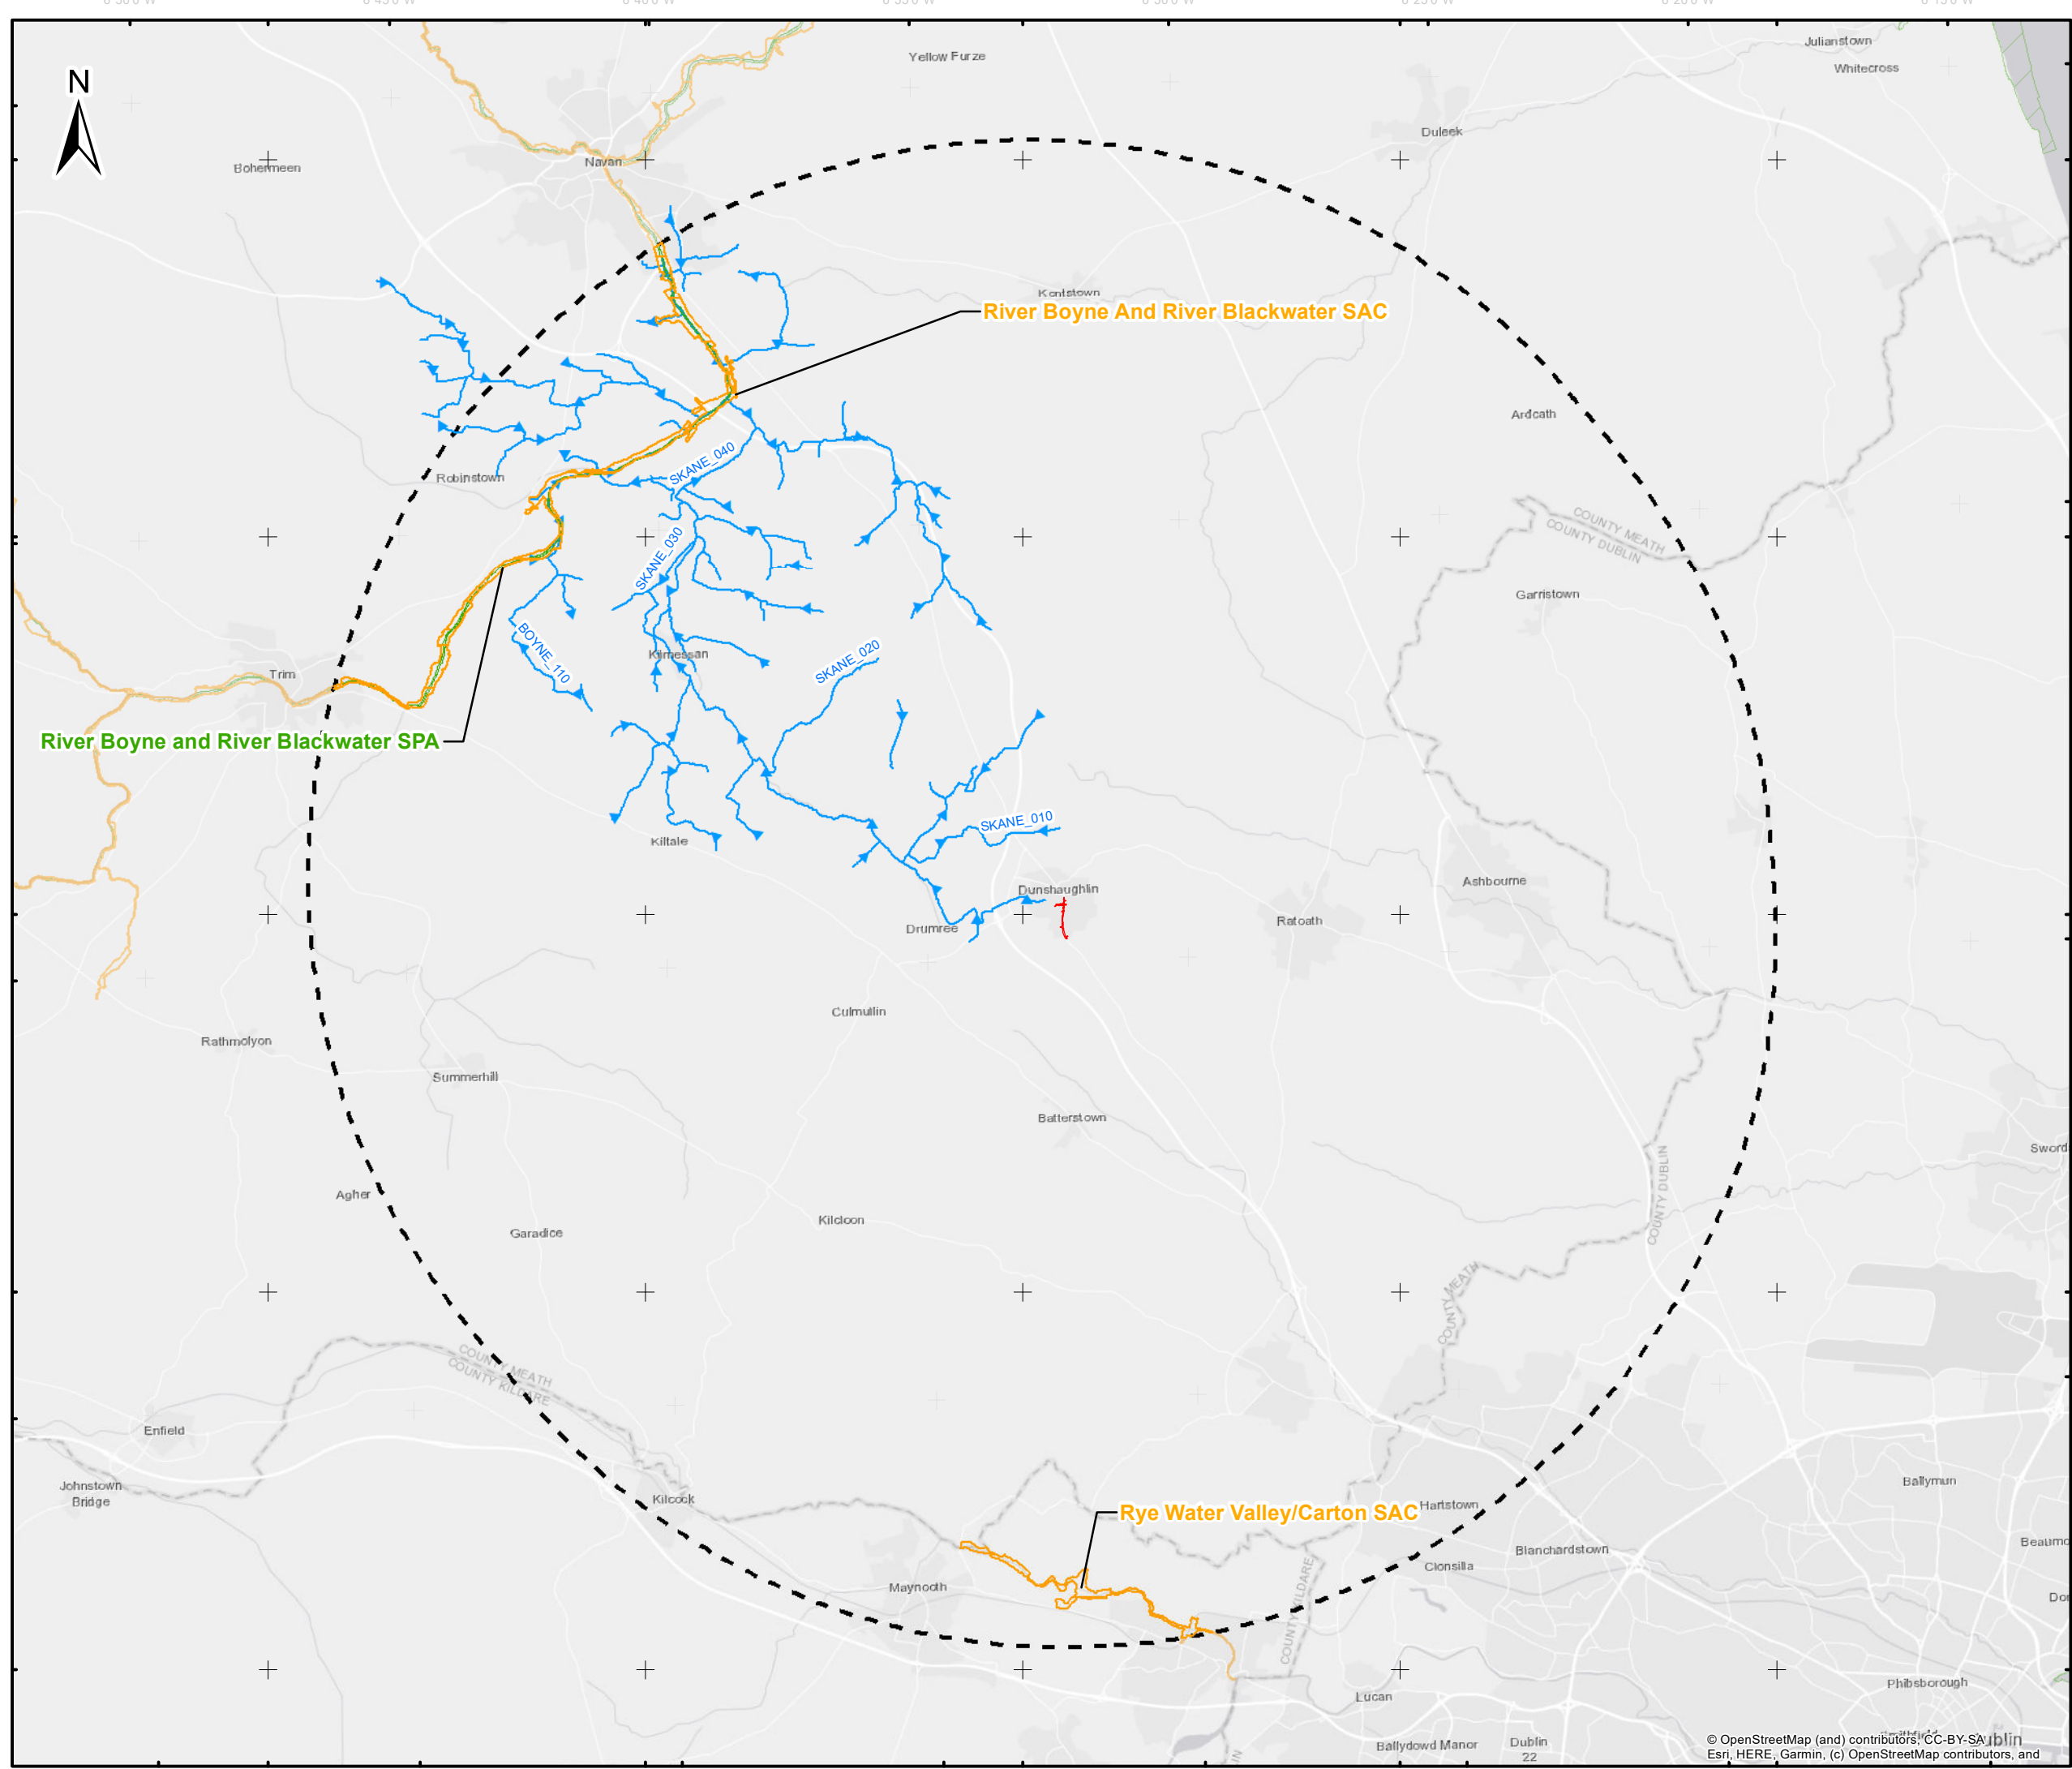 Yellow Furze
Julianstown
Whitecross
N
Duleek
Navan
Bohermeen
Kentstown
River Boyne And River Blackwater SAC
Ardcath
SKANE_040
Robinstown
COUNTY MEATH
COUNTY DUBLIN
SKANE_030
Garristown
BOYNE_110
Kilmessan
SKANE_020
Trim
River Boyne and River Blackwater SPA
SKANE_010
Kiltale
Dunshaughlin
Ashbourne
Drumree
Ratoath
Culmullin
Rathmolyon
Summerhill
Batterstown
Sword
COUNTY DUBLIN
Agher
Kilcloon
Garadice
COUNTY MEATH
COUNTY MEATH
COUNTY KILDARE
Enfield
Ballymun
Johnstown
Bridge
Kilcock
Hartstown
Rye Water Valley/Carton SAC
Blanchardstown
Beaumo
Clonsilla
Maynooth
COUNTY KILDARE
Lucan
Philbsborough
Ballydowd Manor
Dublin
22
Dublin
© OpenStreetMap (and) contributors, CC-BY-SA
Esri, HERE, Garmin, (c) OpenStreetMap contributors, and